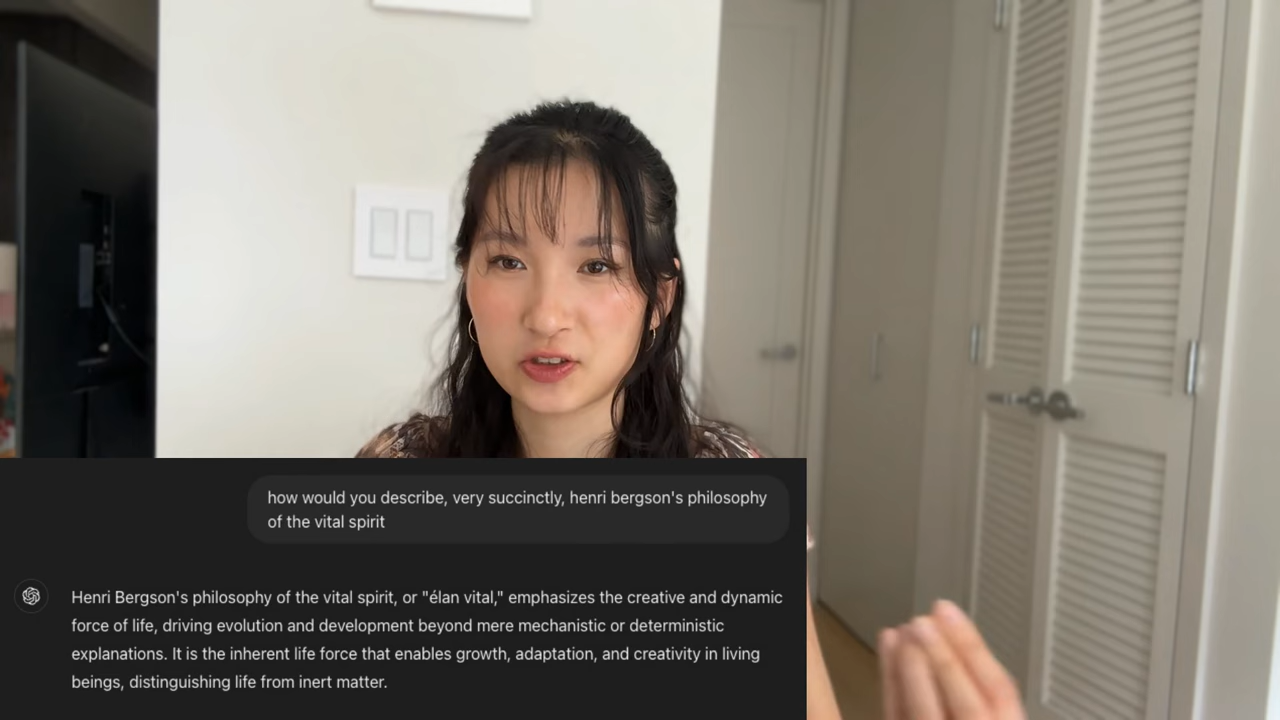 how would you describe, very succinctly, henri bergson's philosophy
of the vital spirit
Henri Bergson's philosophy of the vital spirit, or "élan vital," emphasizes the creative and dynamic
force of life, driving evolution and development beyond mere mechanistic or deterministic
explanations. It is the inherent life force that enables growth, adaptation, and creativity in living
beings, distinguishing life from inert matter.